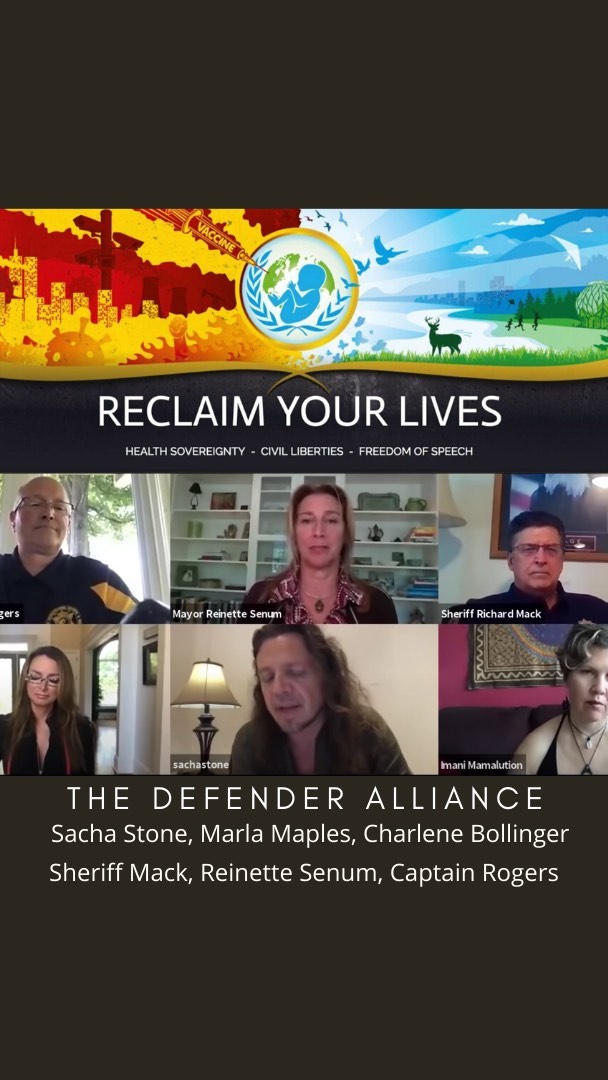 VACCINE
RECLAIM YOUR LIVES
HEALTH SOVEREIGNTY - CIVIL LIBERTIES - FREEDOM OF SPEECH
gers
Mayor Reinette Senum
Sheriff Richard Mack
sachastone
Imani Mamalution
THE DEFENDER ALLIANCE
Sacha Stone, Marla Maples, Charlene Bollinger
Sheriff Mack, Reinette Senum, Captain Rogers